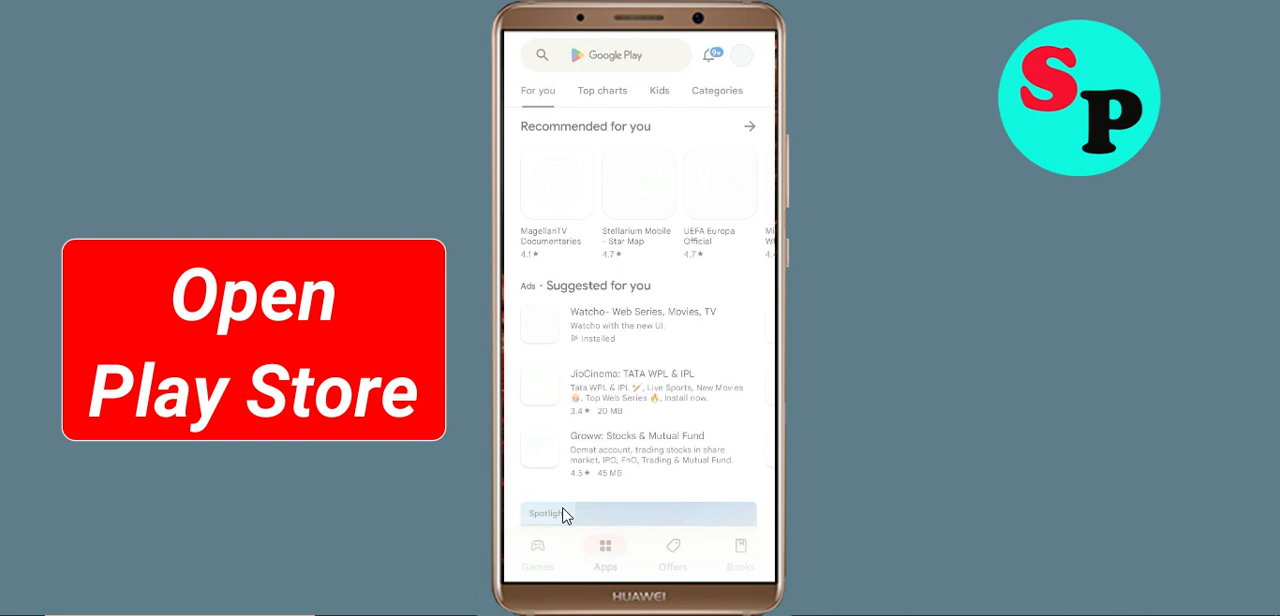 Google Play
9+
For you Top charts Kids Categories
Recommended for you
MagellanTV
Documentaries
4.1★
Stellarium Mobile
- Star Map
4.7★
UEFA Europa
Official
4.7★
Mi
4.
Ads • Suggested for you
Watcho- Web Series, Movies, TV
Watcho with the new UI.
Installed
JioCinema: TATA WPL & IPL
Tata WPL & IPL 🏏, Live Sports, New Movies
🍿, Top Web Series 🔥, Install now.
3.4★ 20 MB
Groww: Stocks & Mutual Fund
Demat account, trading stocks in share
market, IPO, FnO, Trading & Mutual Fund.
4.5★ 45 MB
Spotligh
Games Apps Offers Books
HUAWEI
Open
Play Store
SP